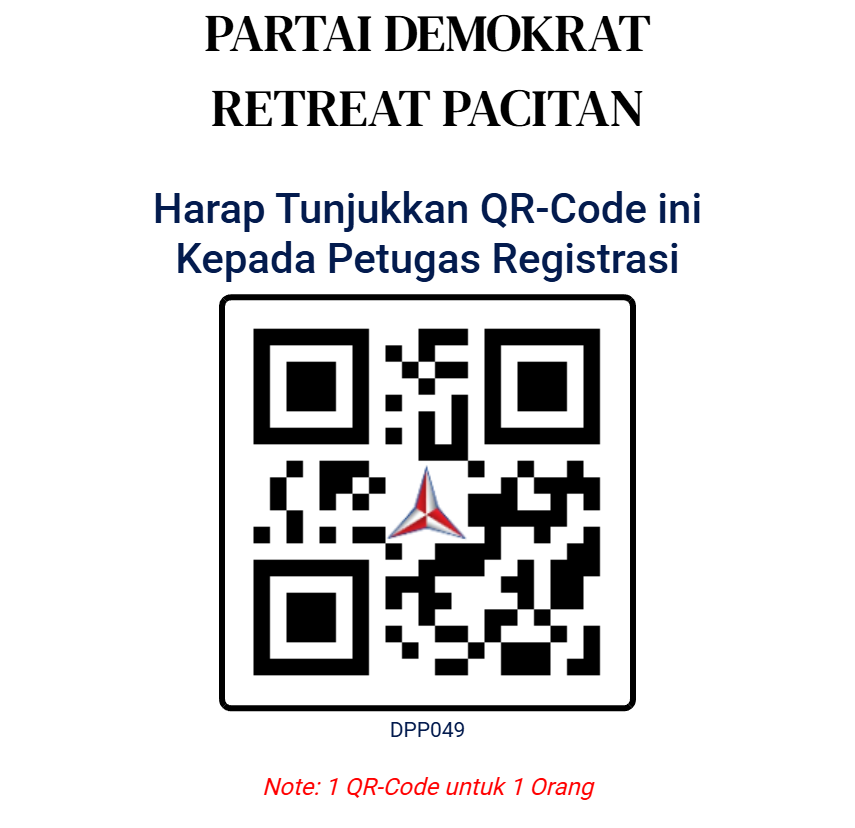 PARTAI DEMOKRAT
RETREAT PACITAN
Harap Tunjukkan QR-Code ini
Kepada Petugas Registrasi
DPP049
Note: 1 QR-Code untuk 1 Orang